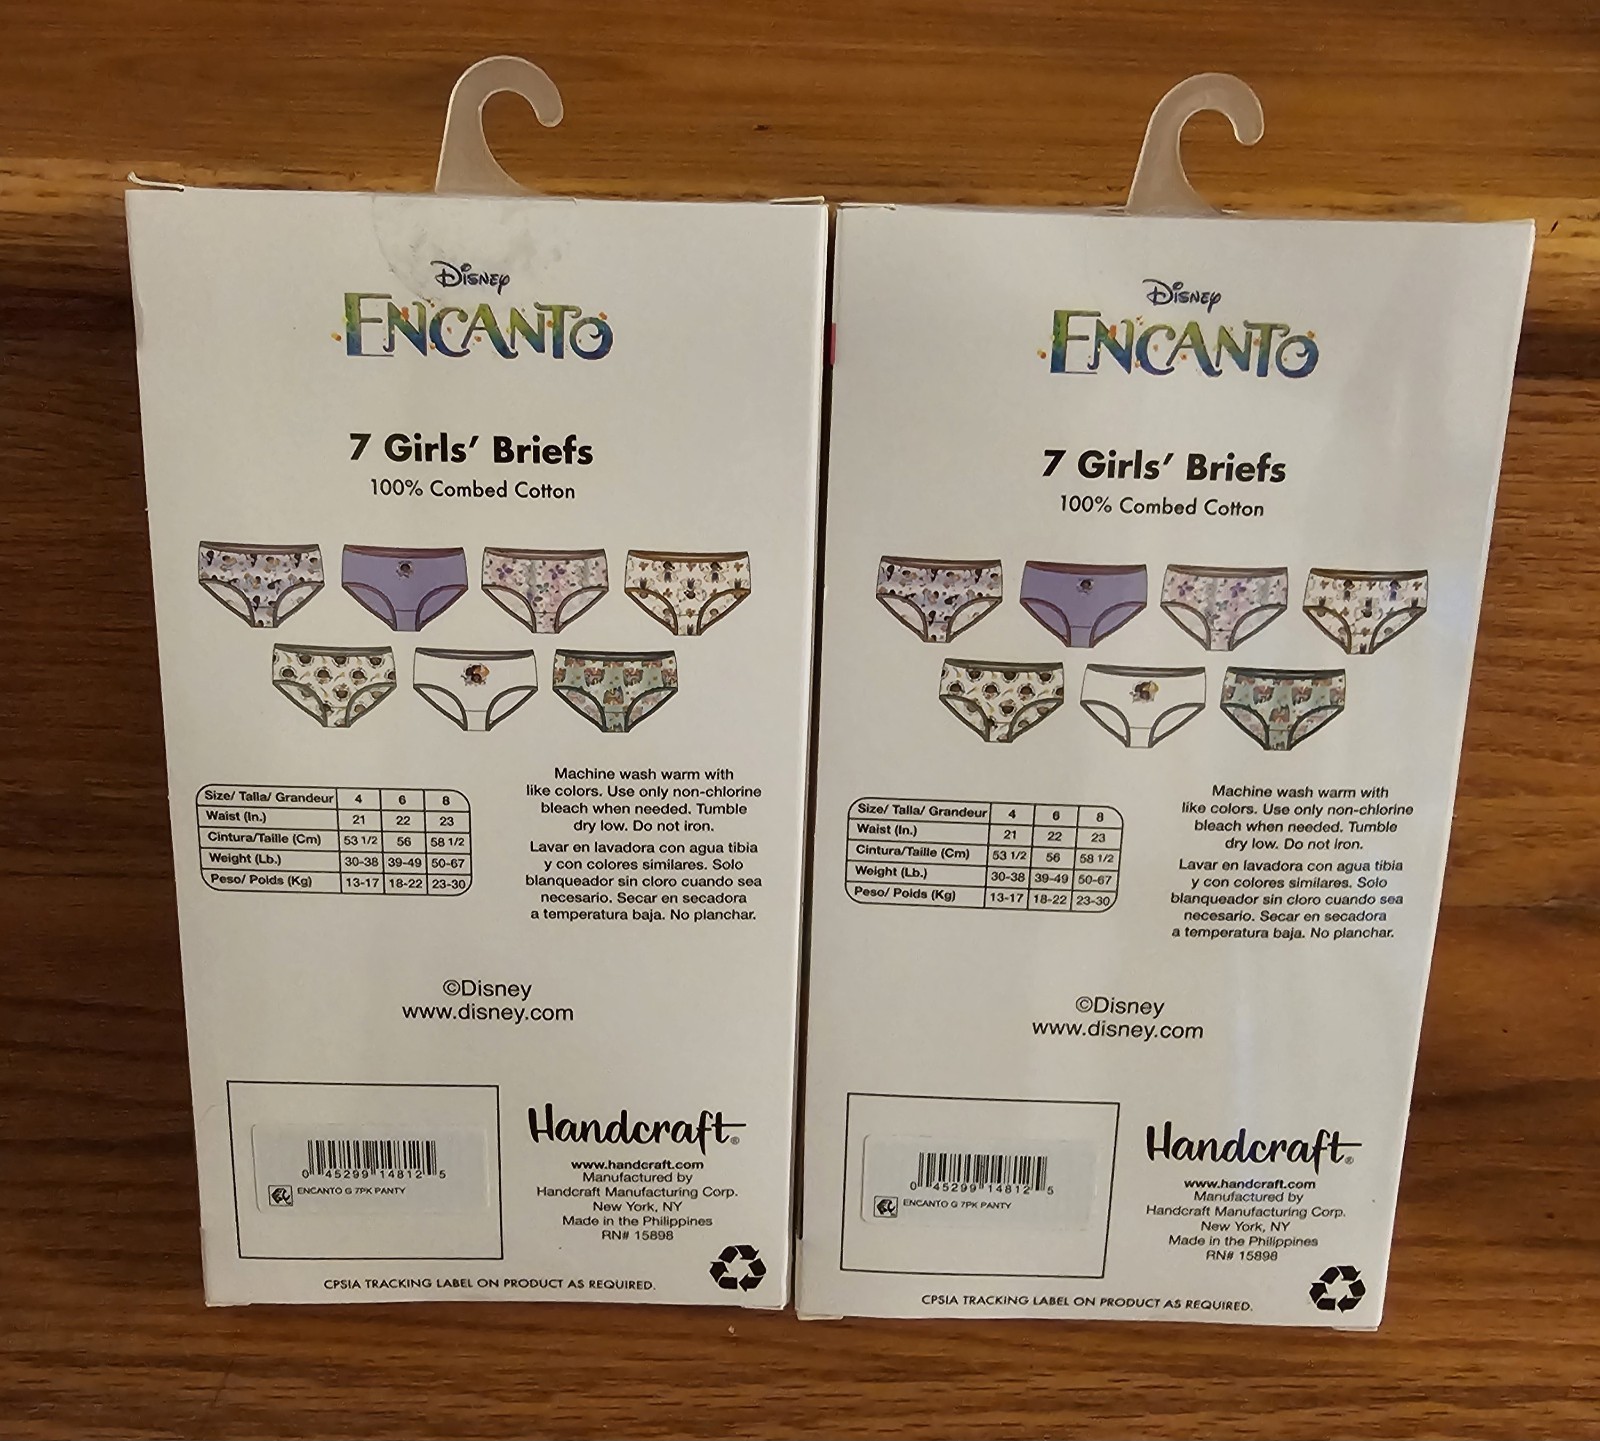 Disney
ENCANTO
7 Girls' Briefs
100% Combed Cotton
Size/ Talla/ Grandeur 4 6 8
Waist (In.) 21 22 23
Cintura/Taille (Cm) 53 1/2 56 58 1/2
Weight (Lb.) 30-38 39-49 50-67
Peso/ Poids (Kg) 13-17 18-22 23-30
Machine wash warm with
like colors. Use only non-chlorine
bleach when needed. Tumble
dry low. Do not iron.
Lavar en lavadora con agua tibia
y con colores similares. Solo
blanqueador sin cloro cuando sea
necesario. Secar en secadora
a temperatura baja. No planchar.
©Disney
www.disney.com
0 45299 14812 5
ENCANTO G 7PK PANTY
Handcraft®
www.handcraft.com
Manufactured by
Handcraft Manufacturing Corp.
New York, NY
Made in the Philippines
RN# 15898
CPSIA TRACKING LABEL ON PRODUCT AS REQUIRED.
Disney
ENCANTO
7 Girls' Briefs
100% Combed Cotton
Size/ Talla/ Grandeur 4 6 8
Waist (In.) 21 22 23
Cintura/Taille (Cm) 53 1/2 56 58 1/2
Weight (Lb.) 30-38 39-49 50-67
Peso/ Poids (Kg) 13-17 18-22 23-30
Machine wash warm with
like colors. Use only non-chlorine
bleach when needed. Tumble
dry low. Do not iron.
Lavar en lavadora con agua tibia
y con colores similares. Solo
blanqueador sin cloro cuando sea
necesario. Secar en secadora
a temperatura baja. No planchar.
©Disney
www.disney.com
0 45299 14812 5
ENCANTO G 7PK PANTY
Handcraft®
www.handcraft.com
Manufactured by
Handcraft Manufacturing Corp.
New York, NY
Made in the Philippines
RN# 15898
CPSIA TRACKING LABEL ON PRODUCT AS REQUIRED.